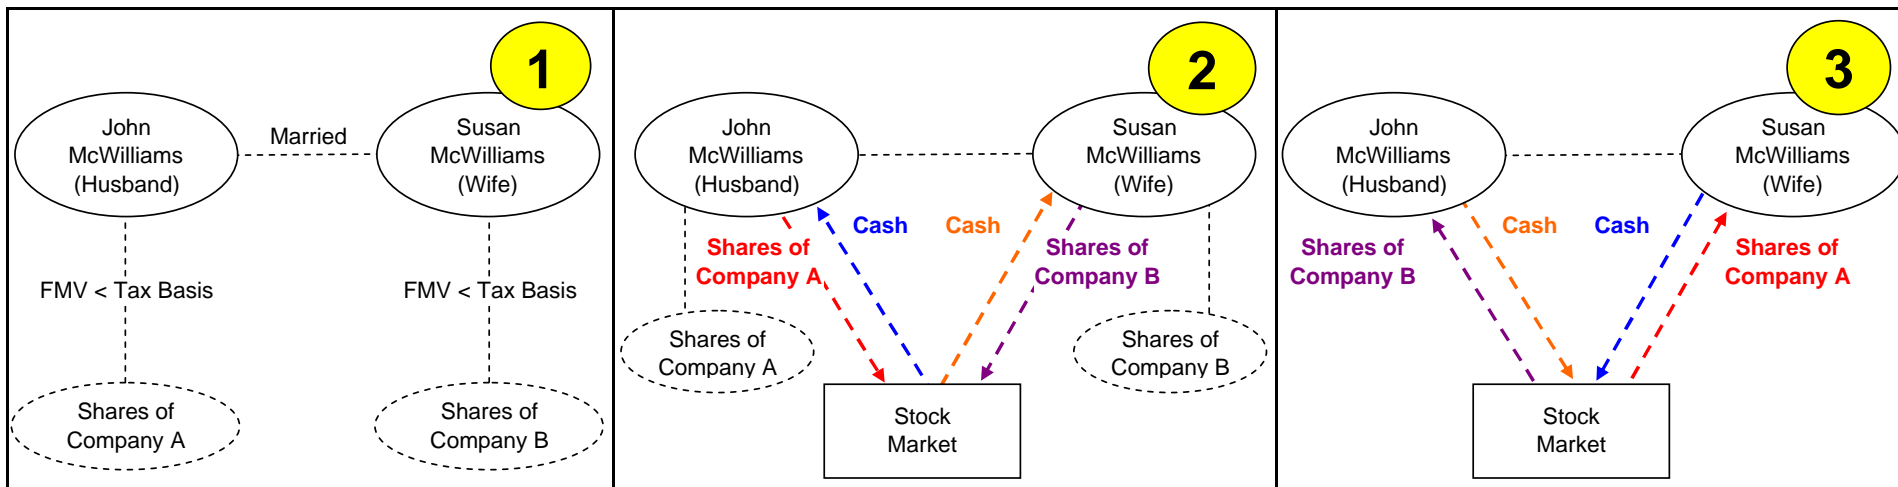 1
John
McWilliams
(Husband)
Married
Susan
McWilliams
(Wife)
FMV < Tax Basis
FMV < Tax Basis
Shares of
Company A
Shares of
Company B
2
John
McWilliams
(Husband)
Susan
McWilliams
(Wife)
Cash
Cash
Shares of
Company A
Shares of
Company B
Shares of
Company A
Shares of
Company B
Stock
Market
3
John
McWilliams
(Husband)
Susan
McWilliams
(Wife)
Shares of
Company B
Cash
Cash
Shares of
Company A
Stock
Market